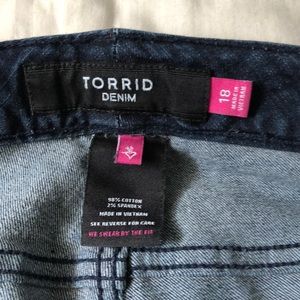 TORRID
DENIM
18
MADE IN
VIETNAM
98% COTTON
2% SPANDEX
MADE IN VIETNAM
SEE REVERSE FOR CARE
WE SWEAR BY THE FIT